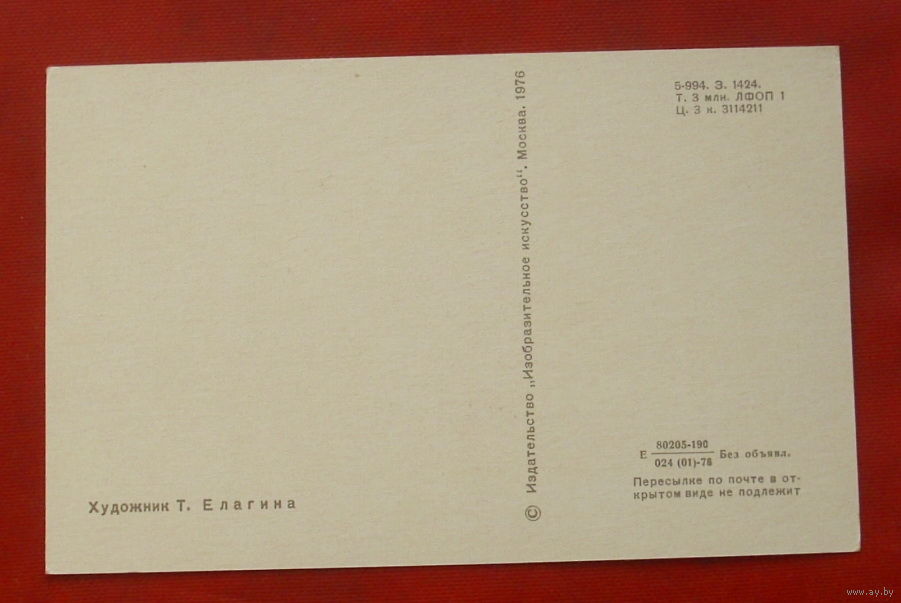 5-994. З. 1424.
Т. 3 млн. ЛФОП 1
Ц. 3 к. 3114211
© Издательство „Изобразительное искусство“. Москва. 1976
Е 80205-190 Без объявл.
024 (01)-76
Пересылке по почте в от-
крытом виде не подлежит
Художник Т. Елагина
www.ay.by